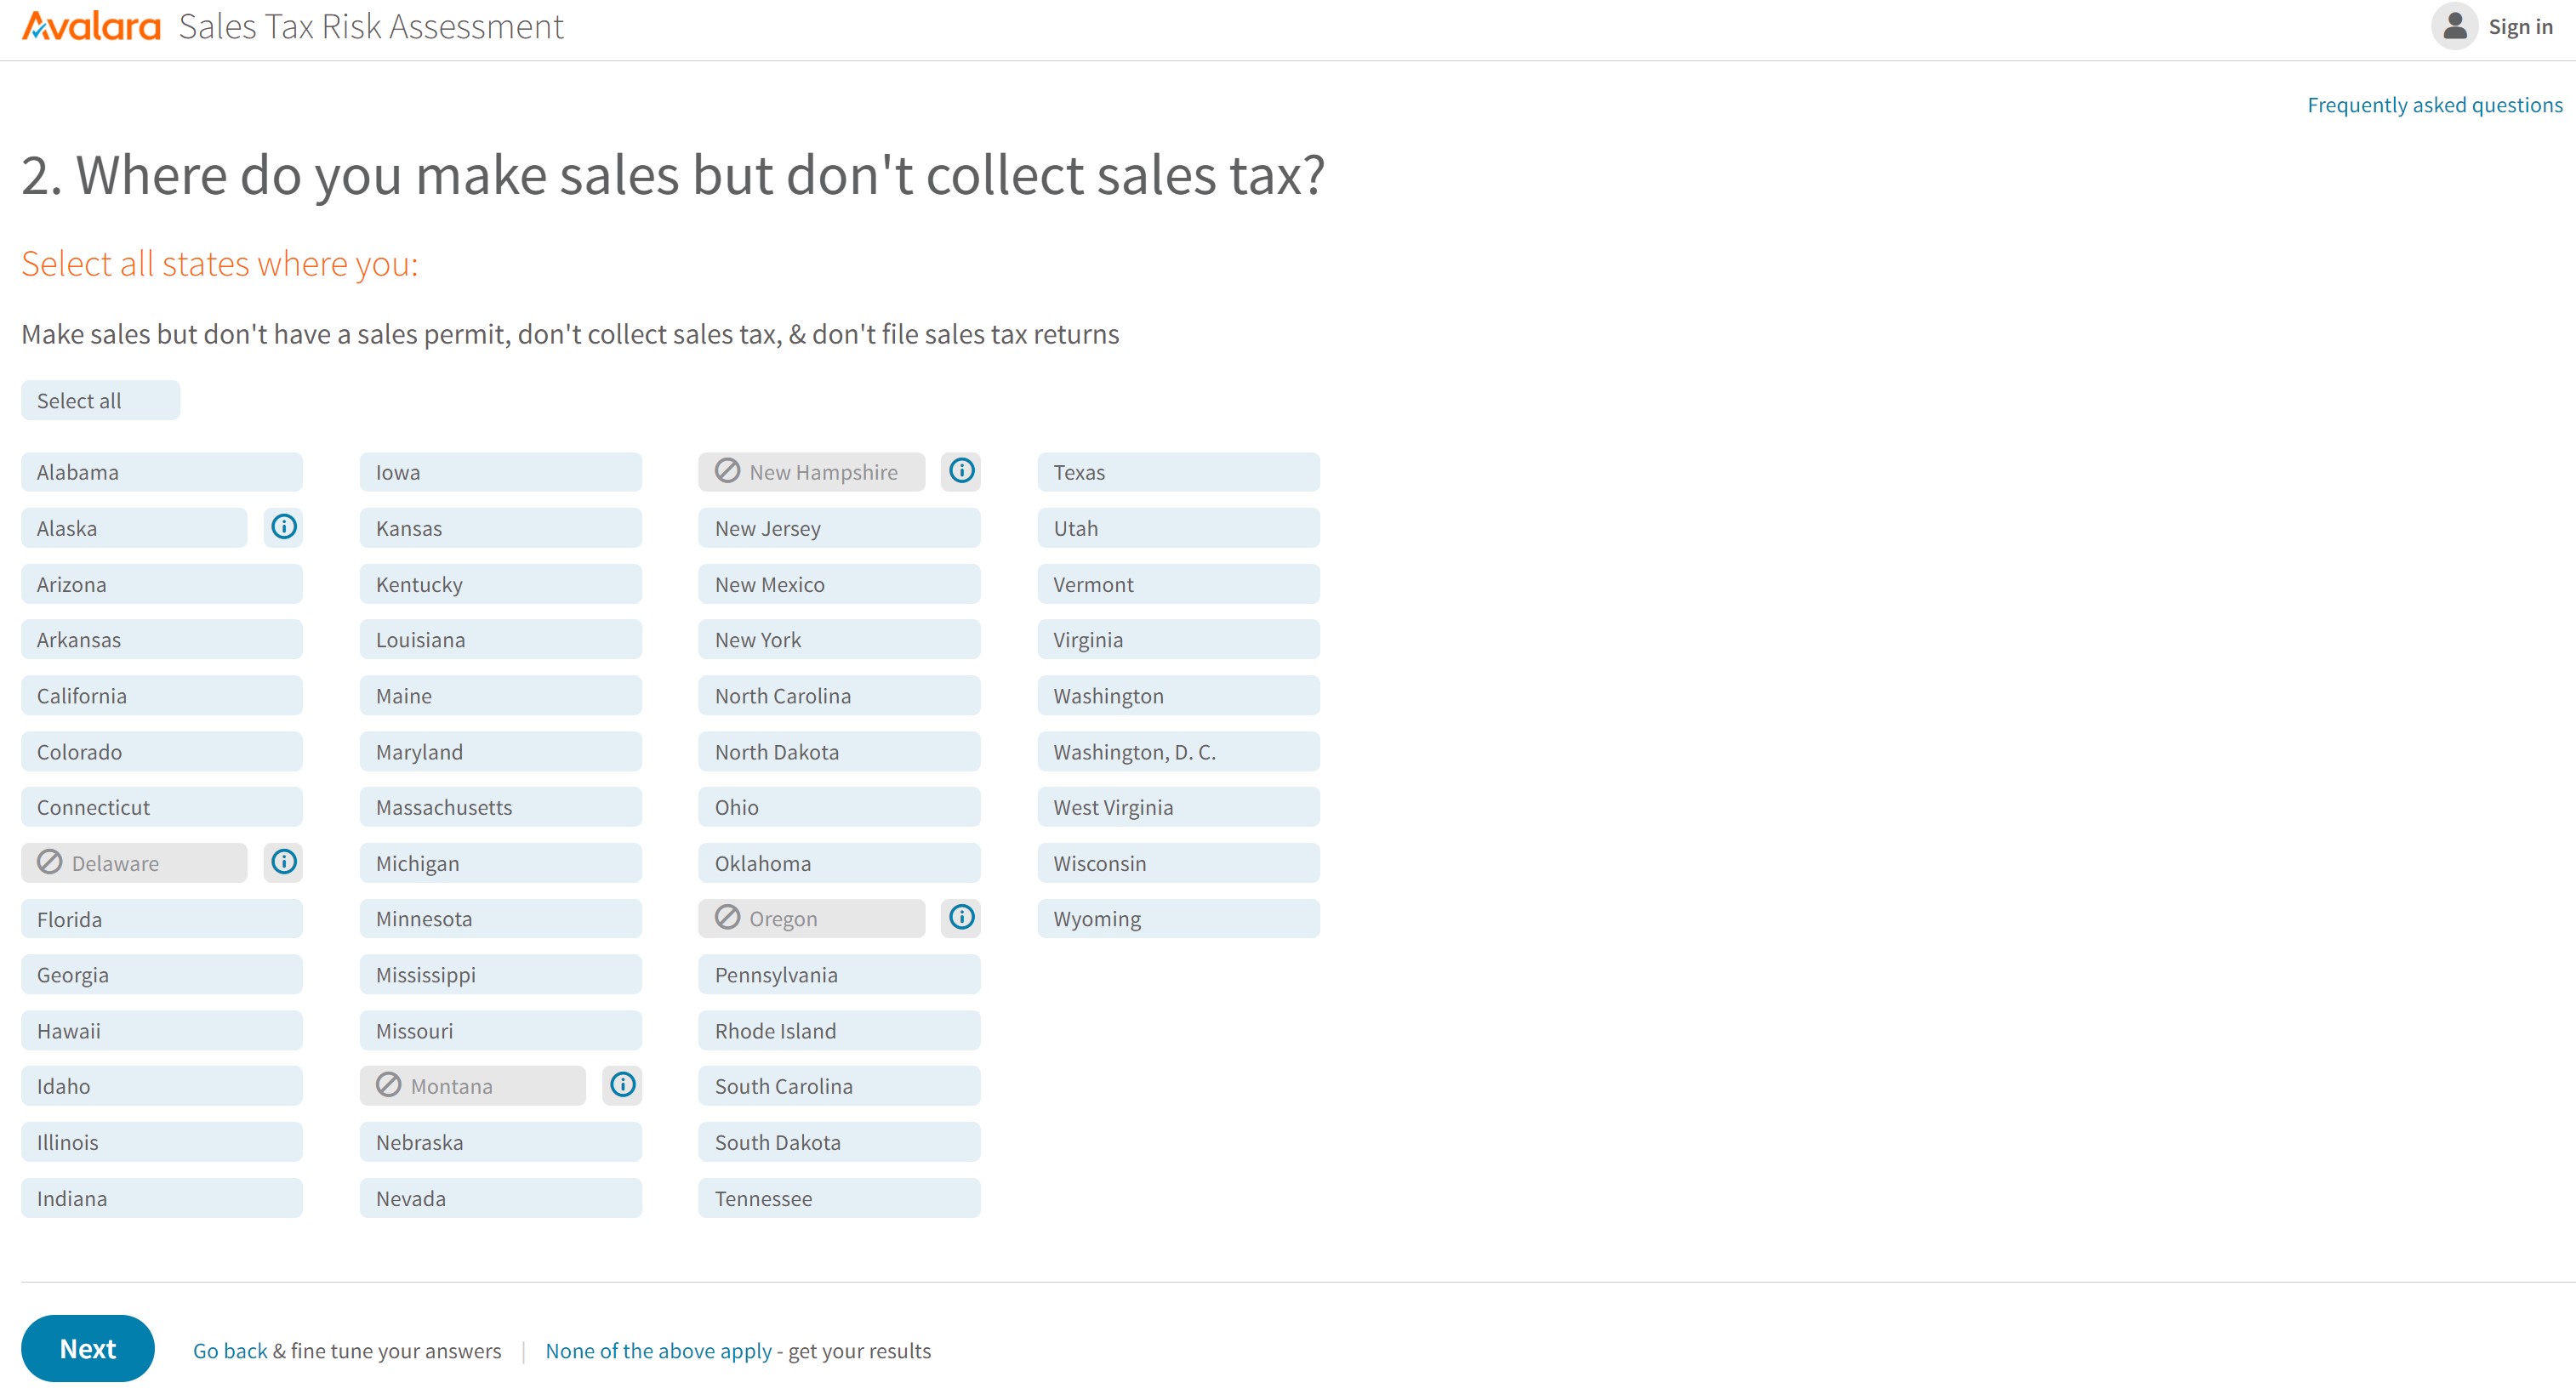 Avalara Sales Tax Risk Assessment
Sign in
Frequently asked questions
2. Where do you make sales but don't collect sales tax?
Select all states where you:
Make sales but don't have a sales permit, don't collect sales tax, & don't file sales tax returns
Select all
Alabama
Alaska
Arizona
Arkansas
California
Colorado
Connecticut
Delaware
Florida
Georgia
Hawaii
Idaho
Illinois
Indiana
Iowa
Kansas
Kentucky
Louisiana
Maine
Maryland
Massachusetts
Michigan
Minnesota
Mississippi
Missouri
Montana
Nebraska
Nevada
New Hampshire
New Jersey
New Mexico
New York
North Carolina
North Dakota
Ohio
Oklahoma
Oregon
Pennsylvania
Rhode Island
South Carolina
South Dakota
Tennessee
Texas
Utah
Vermont
Virginia
Washington
Washington, D. C.
West Virginia
Wisconsin
Wyoming
Next
Go back & fine tune your answers | None of the above apply - get your results